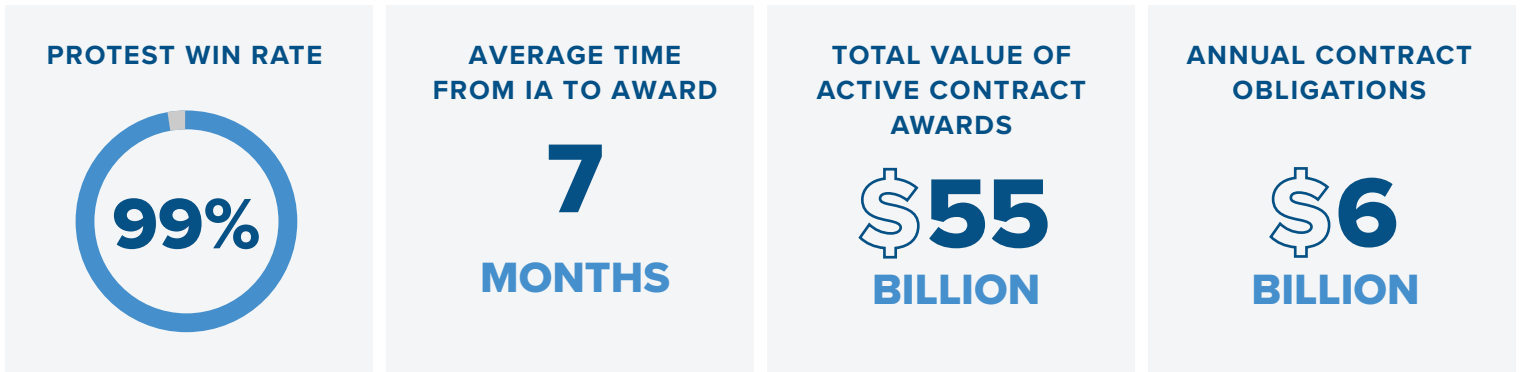 PROTEST WIN RATE
99%
AVERAGE TIME
FROM IA TO AWARD
7
MONTHS
TOTAL VALUE OF
ACTIVE CONTRACT
AWARDS
$55
BILLION
ANNUAL CONTRACT
OBLIGATIONS
$6
BILLION